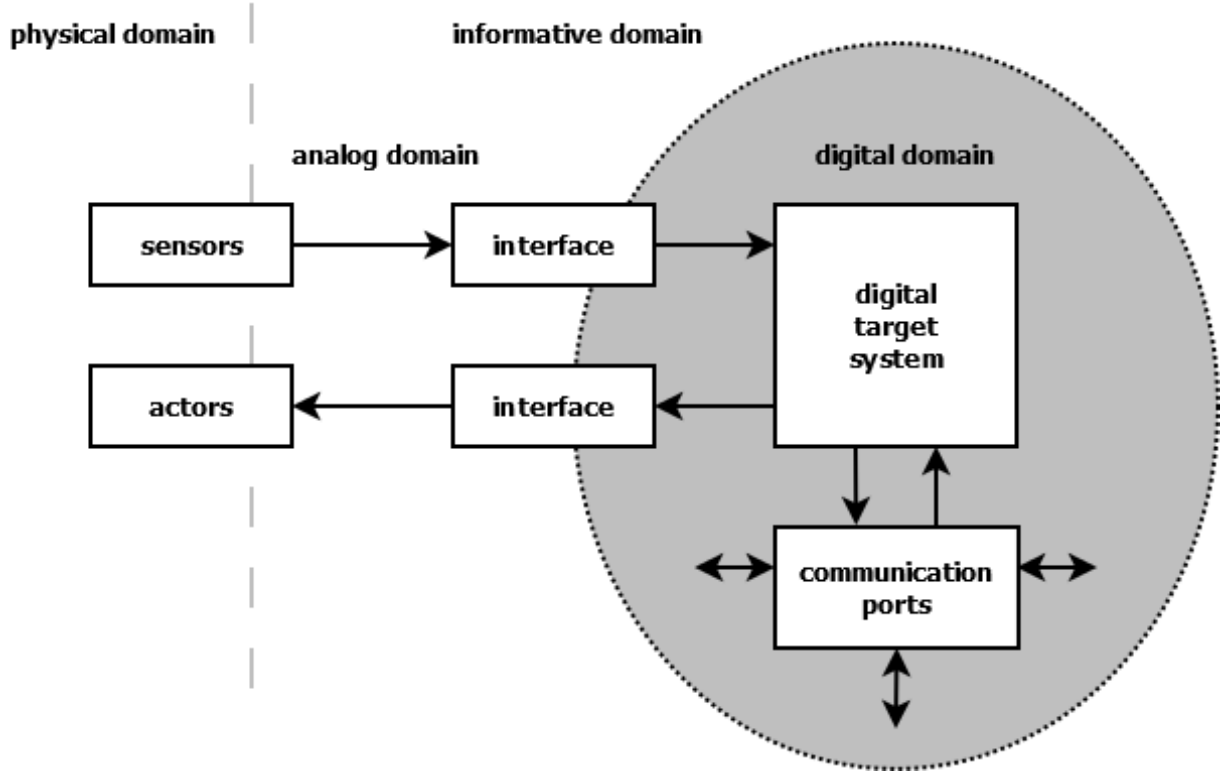 physical domain
informative domain
analog domain
digital domain
sensors
interface
digital
target
system
actors
interface
communication
ports